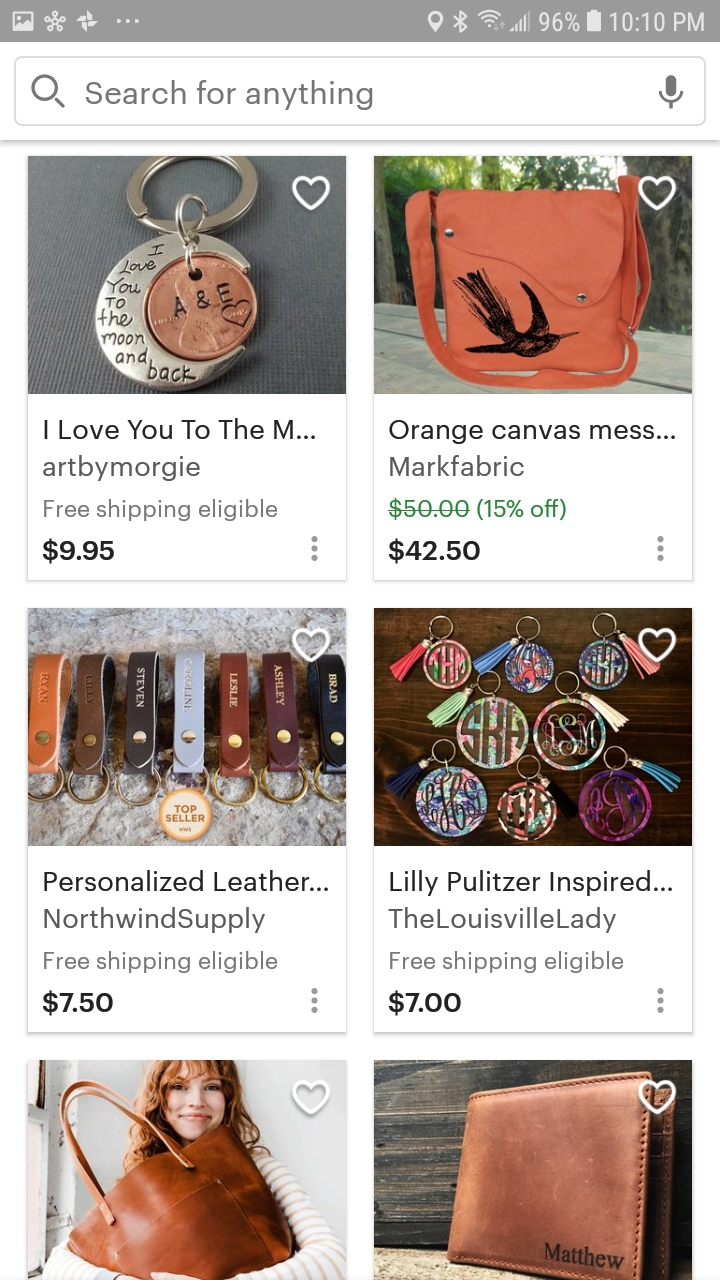 96% 10:10 PM
Search for anything
I
Love
You
TO
the
moon
and
back
A & E
I Love You To The M...
artbymorgie
Free shipping eligible
$9.95
Orange canvas mess...
Markfabric
$50.00 (15% off)
$42.50
RYAN
LILLY
STEVEN
CAROLINE
LESLIE
ASHLEY
BRAD
TOP
SELLER
NWS
SKH
Personalized Leather...
NorthwindSupply
Free shipping eligible
$7.50
Lilly Pulitzer Inspired...
TheLouisvilleLady
Free shipping eligible
$7.00
Matthew